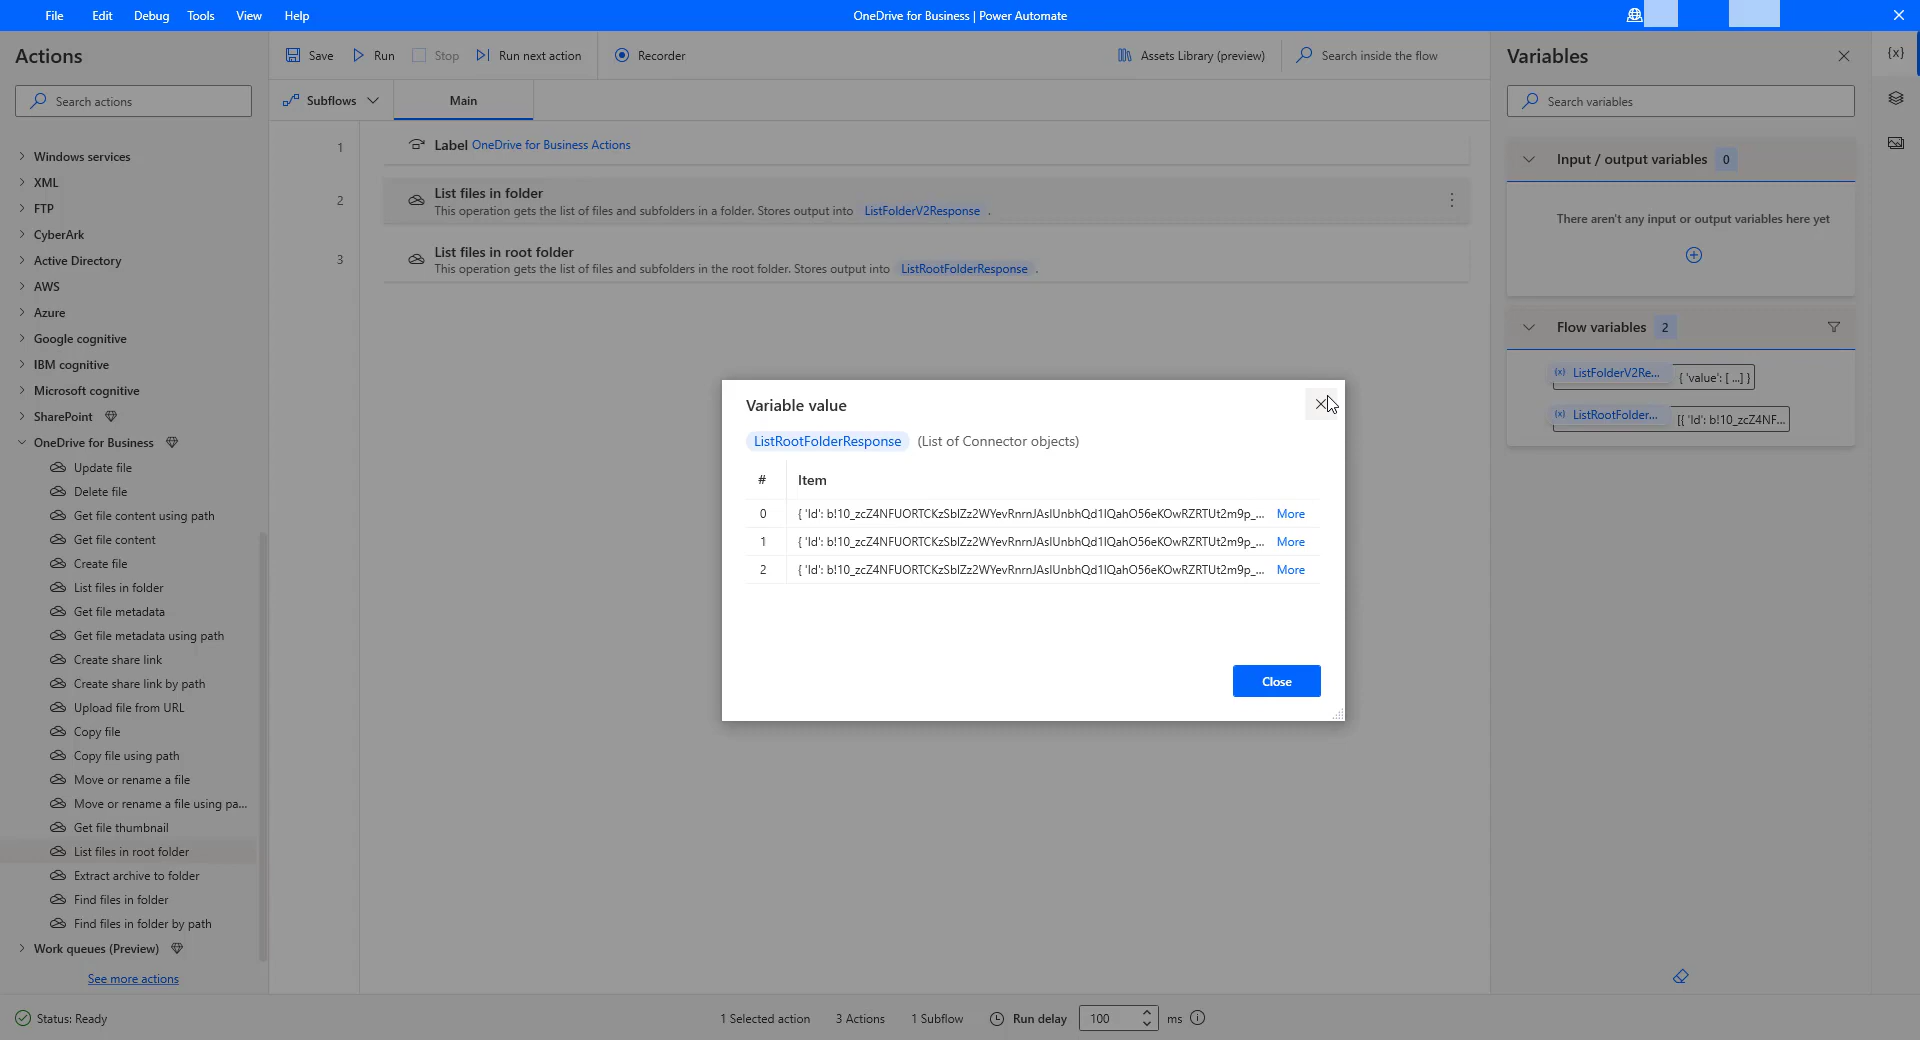 File Edit Debug Tools View Help
OneDrive for Business | Power Automate
Actions
Search actions
Windows services
XML
FTP
CyberArk
Active Directory
AWS
Azure
Google cognitive
IBM cognitive
Microsoft cognitive
SharePoint
OneDrive for Business
Update file
Delete file
Get file content using path
Get file content
Create file
List files in folder
Get file metadata
Get file metadata using path
Create share link
Create share link by path
Upload file from URL
Copy file
Copy file using path
Move or rename a file
Move or rename a file using pa...
Get file thumbnail
List files in root folder
Extract archive to folder
Find files in folder
Find files in folder by path
Work queues (Preview)
See more actions
Save Run Stop Run next action Recorder
Assets Library (preview) Search inside the flow
Subflows Main
1 Label OneDrive for Business Actions
2 List files in folder
This operation gets the list of files and subfolders in a folder. Stores output into ListFolderV2Response .
3 List files in root folder
This operation gets the list of files and subfolders in the root folder. Stores output into ListRootFolderResponse .
Variable value
ListRootFolderResponse (List of Connector objects)
# Item
0 { 'Id': b!10_zcZ4NFUORTCKzSbIZz2WYevRnrnJAsIUnbhQd1IQahO56eKOwRZRTUt2m9p_... More
1 { 'Id': b!10_zcZ4NFUORTCKzSbIZz2WYevRnrnJAsIUnbhQd1IQahO56eKOwRZRTUt2m9p_... More
2 { 'Id': b!10_zcZ4NFUORTCKzSbIZz2WYevRnrnJAsIUnbhQd1IQahO56eKOwRZRTUt2m9p_... More
Close
Variables
{x}
Search variables
Input / output variables 0
There aren't any input or output variables here yet
Flow variables 2
(x) ListFolderV2Re... { 'value': [ ...] }
(x) ListRootFolder... [{ 'Id': b!10_zcZ4NF...
Status: Ready
1 Selected action 3 Actions 1 Subflow Run delay 100 ms